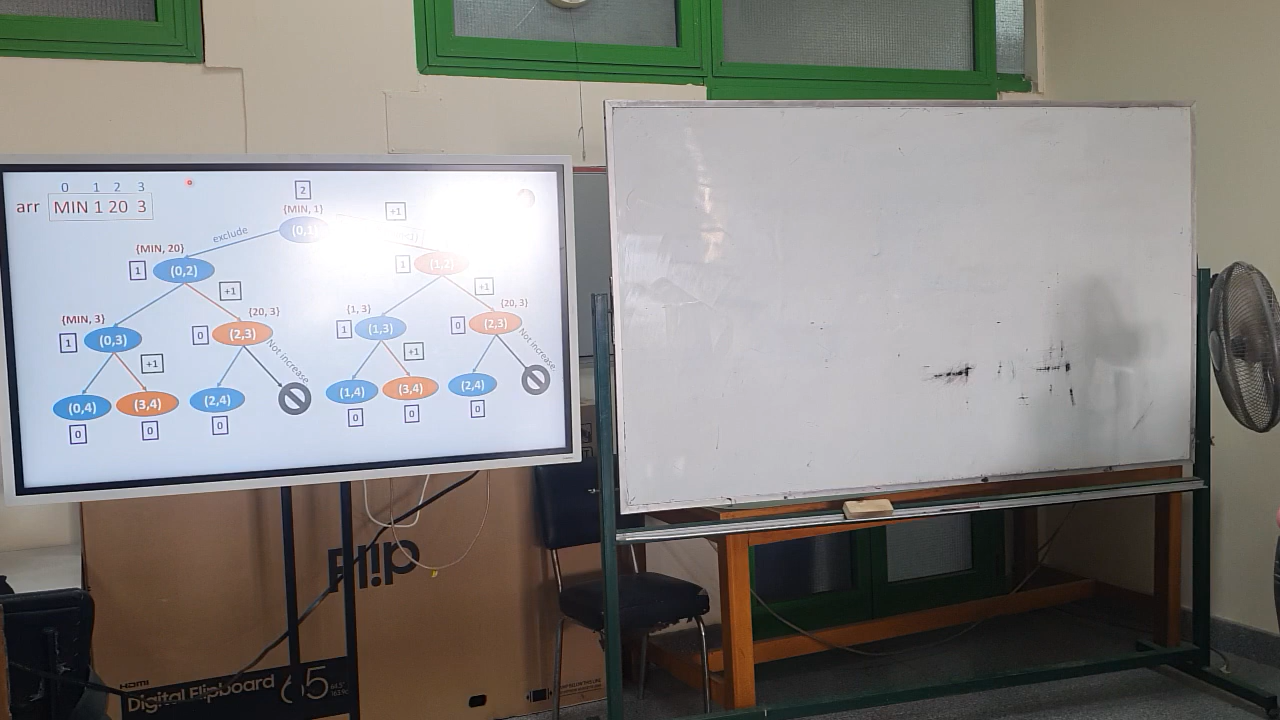 0 1 2 3
arr MIN 1 20 3
2
{MIN, 1}
+1
exclude
{MIN, 20}
1
(0,2)
1
+1
+1
{MIN, 3}
{20, 3}
{1, 3}
{20, 3}
1
(0,3)
0
(2,3)
Not increase
1
(1,3)
0
(2,3)
Not increase
+1
+1
(0,4)
(3,4)
(2,4)
(1,4)
(3,4)
(2,4)
0
0
0
0
0
0
Flip
HDMI
Digital Flipboard 65